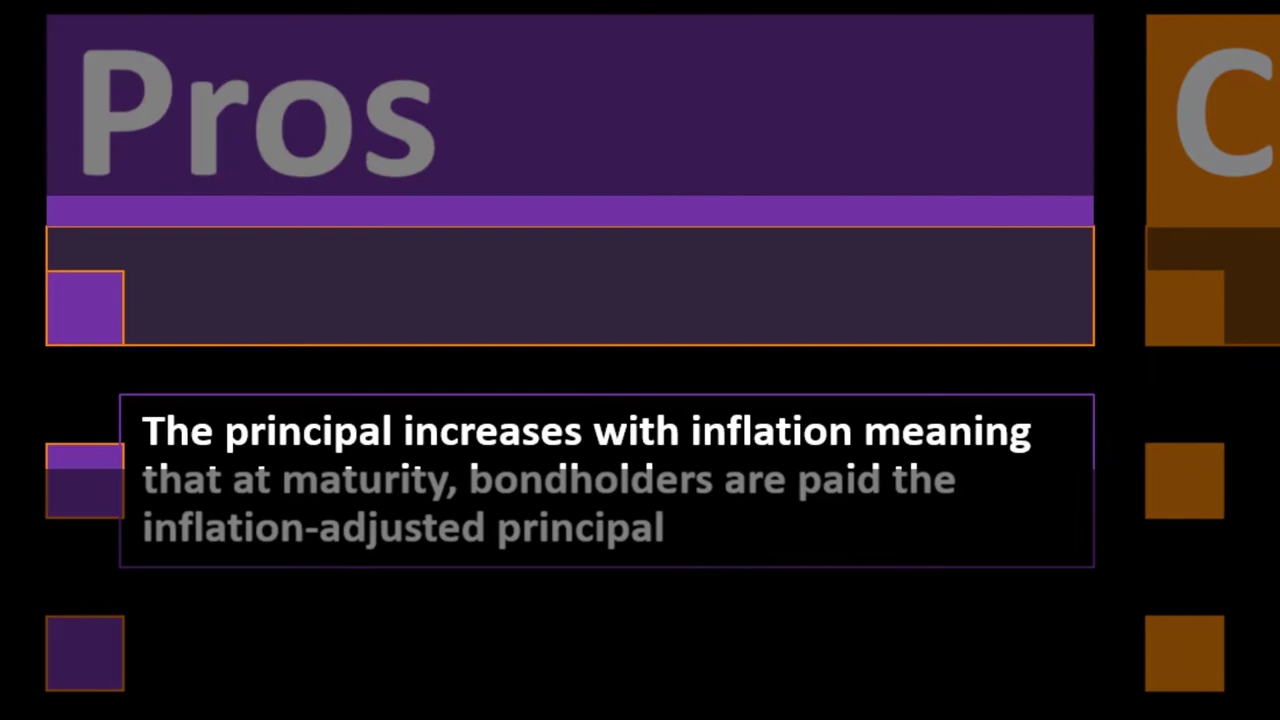 Pros
C
The principal increases with inflation meaning
that at maturity, bondholders are paid the
inflation-adjusted principal